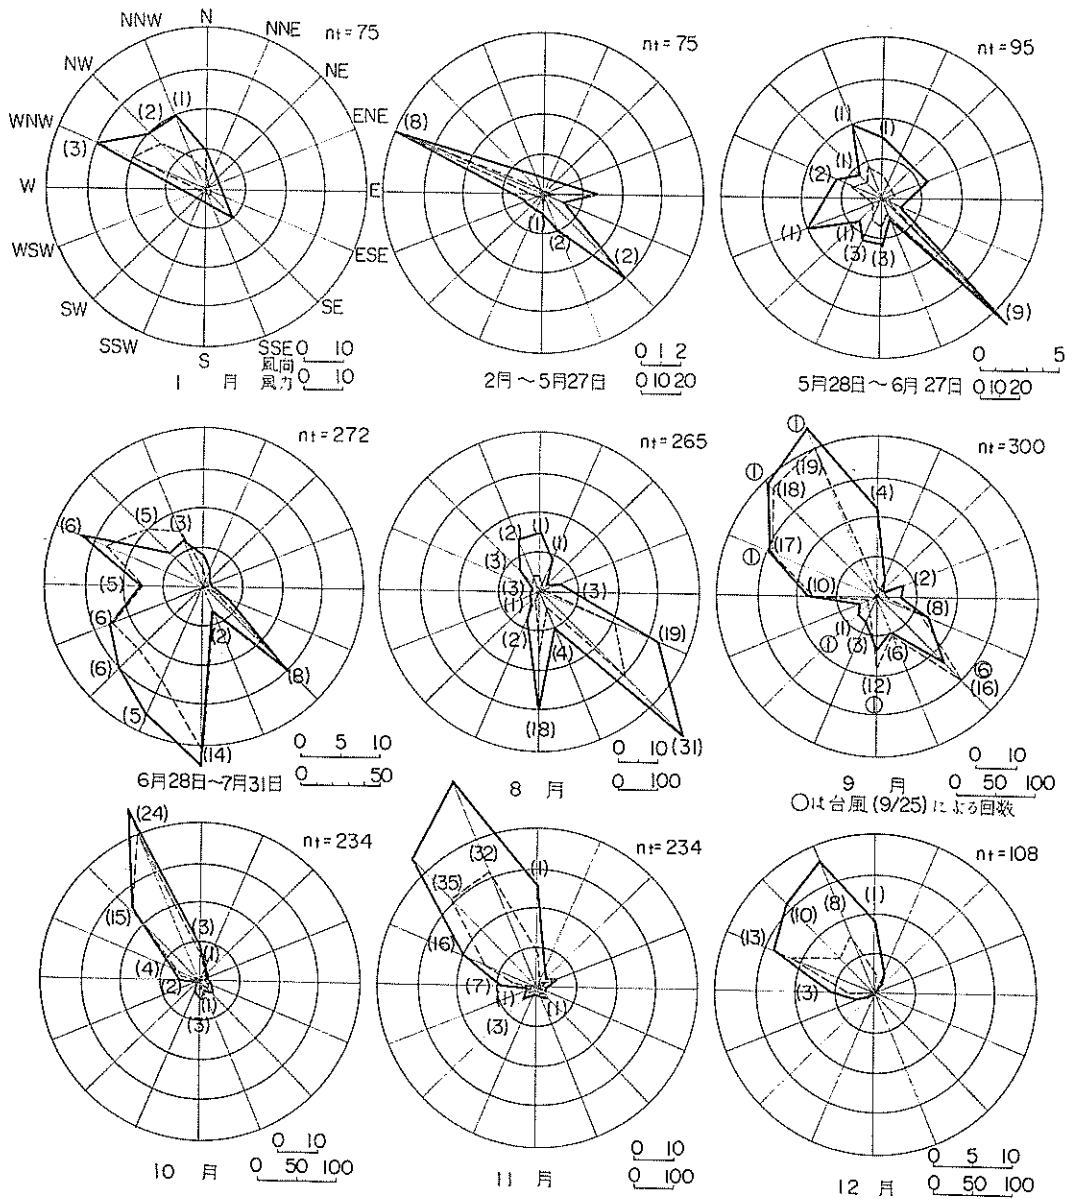 N
NNW
NNE
nt=75
NW
NE
WNW
ENE
W
E
WSW
ESE
SW
SE
SSW
SSE
S
(1)
(2)
(3)
0 10
風向
風力
0 10
1 月
nt=75
(8)
(1)
(2)
(2)
0 1 2
0 10 20
2月～5月27日
nt=95
(1)
(1)
(1)
(2)
(1)
(1)
(3)
(3)
(9)
0 5
0 10 20
5月28日～6月27日
nt=272
(6)
(5)
(3)
(5)
(6)
(6)
(5)
(14)
(2)
(8)
0 5 10
0 50
6月28日～7月31日
nt=265
(2)
(1)
(1)
(3)
(3)
(3)
(1)
(2)
(4)
(19)
(18)
(31)
0 10
0 100
8 月
nt=300
①
①
(19)
(18)
(4)
①
(17)
(10)
(2)
(8)
(1)
①
(3)
(6)
⑥
(16)
(12)
①
0 10
0 50 100
9 月
○は台風(9/25)による回数
(24)
nt=234
(15)
(3)
(1)
(4)
(2)
(1)
(3)
0 10
0 50 100
10 月
nt=234
(32)
(35)
(1)
(16)
(7)
(1)
(1)
(3)
0 10
0 100
11 月
nt=108
(1)
(8)
(10)
(13)
(3)
0 5 10
0 50 100
12 月